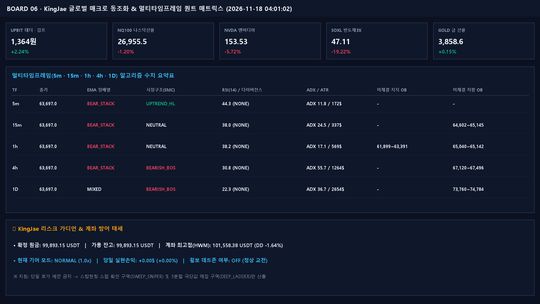 BOARD 06 · KingJae 글로벌 매크로 동조화 & 멀티타임프레임 퀀트 메트릭스 (2026-11-18 04:01:02)
UPBIT 테더 · 김프
1,364원
+2.24%
NQ100 나스닥선물
26,955.5
-1.20%
NVDA 엔비디아
153.53
-5.72%
SOXL 반도체3X
47.11
-19.22%
GOLD 금 선물
3,858.6
+0.15%
멀티타임프레임(5m · 15m · 1h · 4h · 1D) 알고리즘 수치 요약표
TF 종가 EMA 정배열 시장구조(SMC) RSI(14) / 다이버전스 ADX / ATR 미체결 지지 OB 미체결 저항 OB
5m 63,697.0 BEAR_STACK UPTREND_HL 44.3 (NONE) ADX 11.8 / 172$ - -
15m 63,697.0 BEAR_STACK NEUTRAL 38.0 (NONE) ADX 24.5 / 337$ - 64,602~65,145
1h 63,697.0 BEAR_STACK NEUTRAL 38.2 (NONE) ADX 17.1 / 569$ 61,899~63,391 65,040~65,142
4h 63,697.0 BEAR_STACK BEARISH_BOS 30.8 (NONE) ADX 55.7 / 1264$ - 67,120~67,496
1D 63,697.0 MIXED BEARISH_BOS 22.3 (NONE) ADX 36.7 / 2654$ - 73,760~74,784
KingJae 리스크 가디언 & 계좌 방어 태세
• 확정 원금: 99,893.15 USDT | 가용 잔고: 99,893.15 USDT | 계좌 최고점(HWM): 101,558.38 USDT (DD -1.64%)
• 현재 기어 모드: NORMAL (1.0x) | 당일 실현손익: +0.00$ (+0.00%) | 휩보 데드존 여부: OFF (정상 교전)